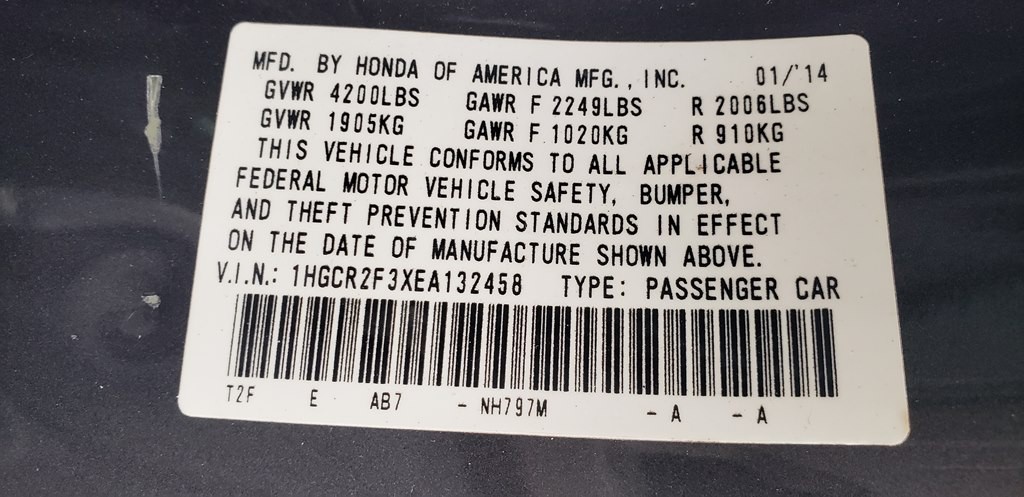 MFD. BY HONDA OF AMERICA MFG., INC. 01/'14
GVWR 4200LBS GAWR F 2249LBS R 2006LBS
GVWR 1905KG GAWR F 1020KG R 910KG
THIS VEHICLE CONFORMS TO ALL APPLICABLE
FEDERAL MOTOR VEHICLE SAFETY, BUMPER,
AND THEFT PREVENTION STANDARDS IN EFFECT
ON THE DATE OF MANUFACTURE SHOWN ABOVE.
V.I.N.: 1HGCR2F3XEA132458 TYPE: PASSENGER CAR
T2F E AB7 - NH797M - A - A